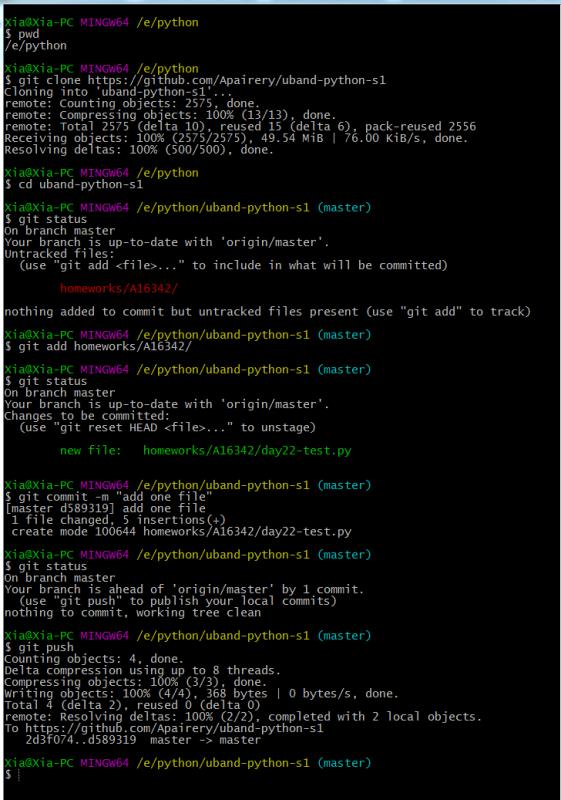 Xia@Xia-PC MINGW64 /e/python
$ pwd
/e/python
Xia@Xia-PC MINGW64 /e/python
$ git clone https://github.com/Apairery/uband-python-s1
Cloning into 'uband-python-s1'...
remote: Counting objects: 2575, done.
remote: Compressing objects: 100% (13/13), done.
remote: Total 2575 (delta 10), reused 15 (delta 6), pack-reused 2556
Receiving objects: 100% (2575/2575), 49.54 MiB | 76.00 KiB/s, done.
Resolving deltas: 100% (500/500), done.
Xia@Xia-PC MINGW64 /e/python
$ cd uband-python-s1
Xia@Xia-PC MINGW64 /e/python/uband-python-s1 (master)
$ git status
On branch master
Your branch is up-to-date with 'origin/master'.
Untracked files:
  (use "git add <file>..." to include in what will be committed)
        homeworks/A16342/
nothing added to commit but untracked files present (use "git add" to track)
Xia@Xia-PC MINGW64 /e/python/uband-python-s1 (master)
$ git add homeworks/A16342/
Xia@Xia-PC MINGW64 /e/python/uband-python-s1 (master)
$ git status
On branch master
Your branch is up-to-date with 'origin/master'.
Changes to be committed:
  (use "git reset HEAD <file>..." to unstage)
        new file:   homeworks/A16342/day22-test.py
Xia@Xia-PC MINGW64 /e/python/uband-python-s1 (master)
$ git commit -m "add one file"
[master d589319] add one file
 1 file changed, 5 insertions(+)
 create mode 100644 homeworks/A16342/day22-test.py
Xia@Xia-PC MINGW64 /e/python/uband-python-s1 (master)
$ git status
On branch master
Your branch is ahead of 'origin/master' by 1 commit.
  (use "git push" to publish your local commits)
nothing to commit, working tree clean
Xia@Xia-PC MINGW64 /e/python/uband-python-s1 (master)
$ git push
Counting objects: 4, done.
Delta compression using up to 8 threads.
Compressing objects: 100% (3/3), done.
Writing objects: 100% (4/4), 368 bytes | 0 bytes/s, done.
Total 4 (delta 2), reused 0 (delta 0)
remote: Resolving deltas: 100% (2/2), completed with 2 local objects.
To https://github.com/Apairery/uband-python-s1
   2d3f074..d589319  master -> master
Xia@Xia-PC MINGW64 /e/python/uband-python-s1 (master)
$